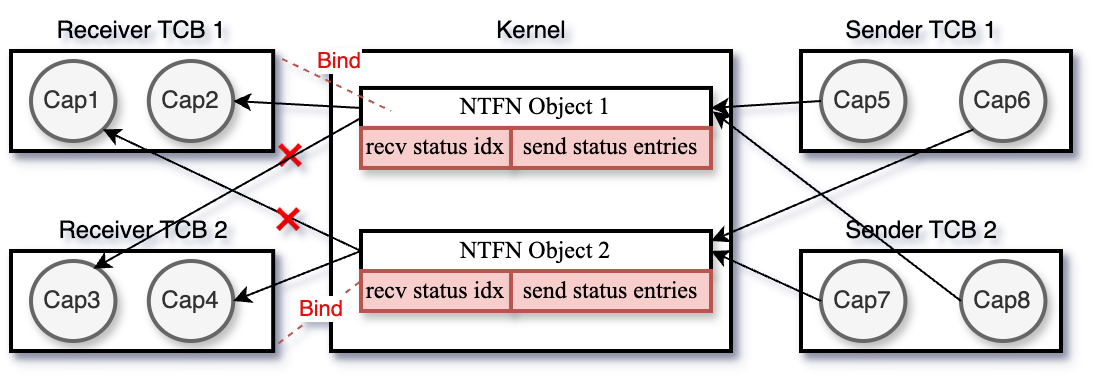 Receiver TCB 1
Kernel
Sender TCB 1
Bind
Cap1
Cap2
NTFN Object 1
Cap5
Cap6
recv status idx
send status entries
Receiver TCB 2
Sender TCB 2
NTFN Object 2
Cap3
Cap4
recv status idx
send status entries
Cap7
Cap8
Bind